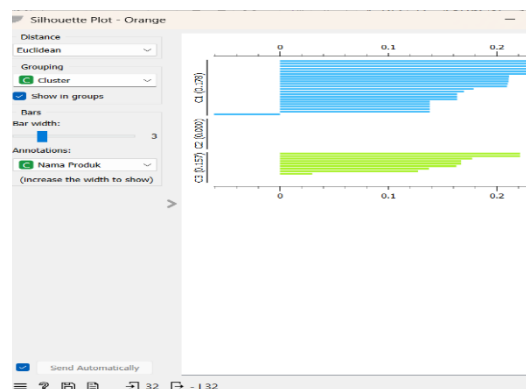 Silhouette Plot - Orange
Distance
Euclidean
Grouping
C Cluster
Show in groups
Bars
Bar width:
3
Annotations:
C Nama Produk
(increase the width to show)
>
Send Automatically
? 32 - | 32
0 0.1 0.2
C1 (0.178)
C2 (0.000)
C3 (0.157)
0 0.1 0.2